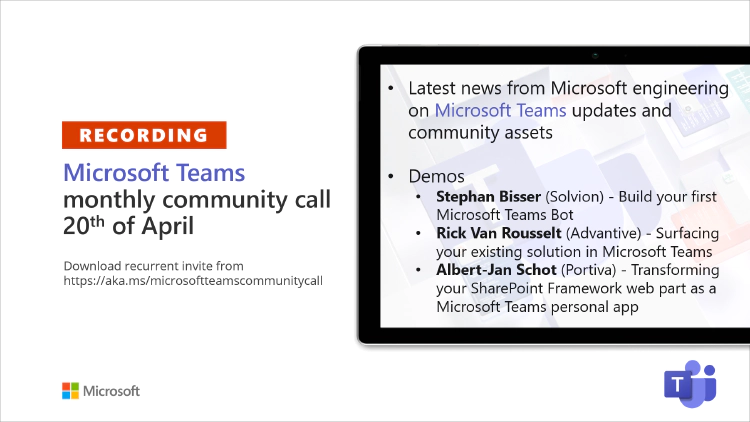 RECORDING
Microsoft Teams
monthly community call
20th of April
Download recurrent invite from
https://aka.ms/microsoftteamscommunitycall
Microsoft
• Latest news from Microsoft engineering
on Microsoft Teams updates and
community assets
• Demos
• Stephan Bisser (Solvion) - Build your first
Microsoft Teams Bot
• Rick Van Rousselt (Advantive) - Surfacing
your existing solution in Microsoft Teams
• Albert-Jan Schot (Portiva) - Transforming
your SharePoint Framework web part as a
Microsoft Teams personal app
T